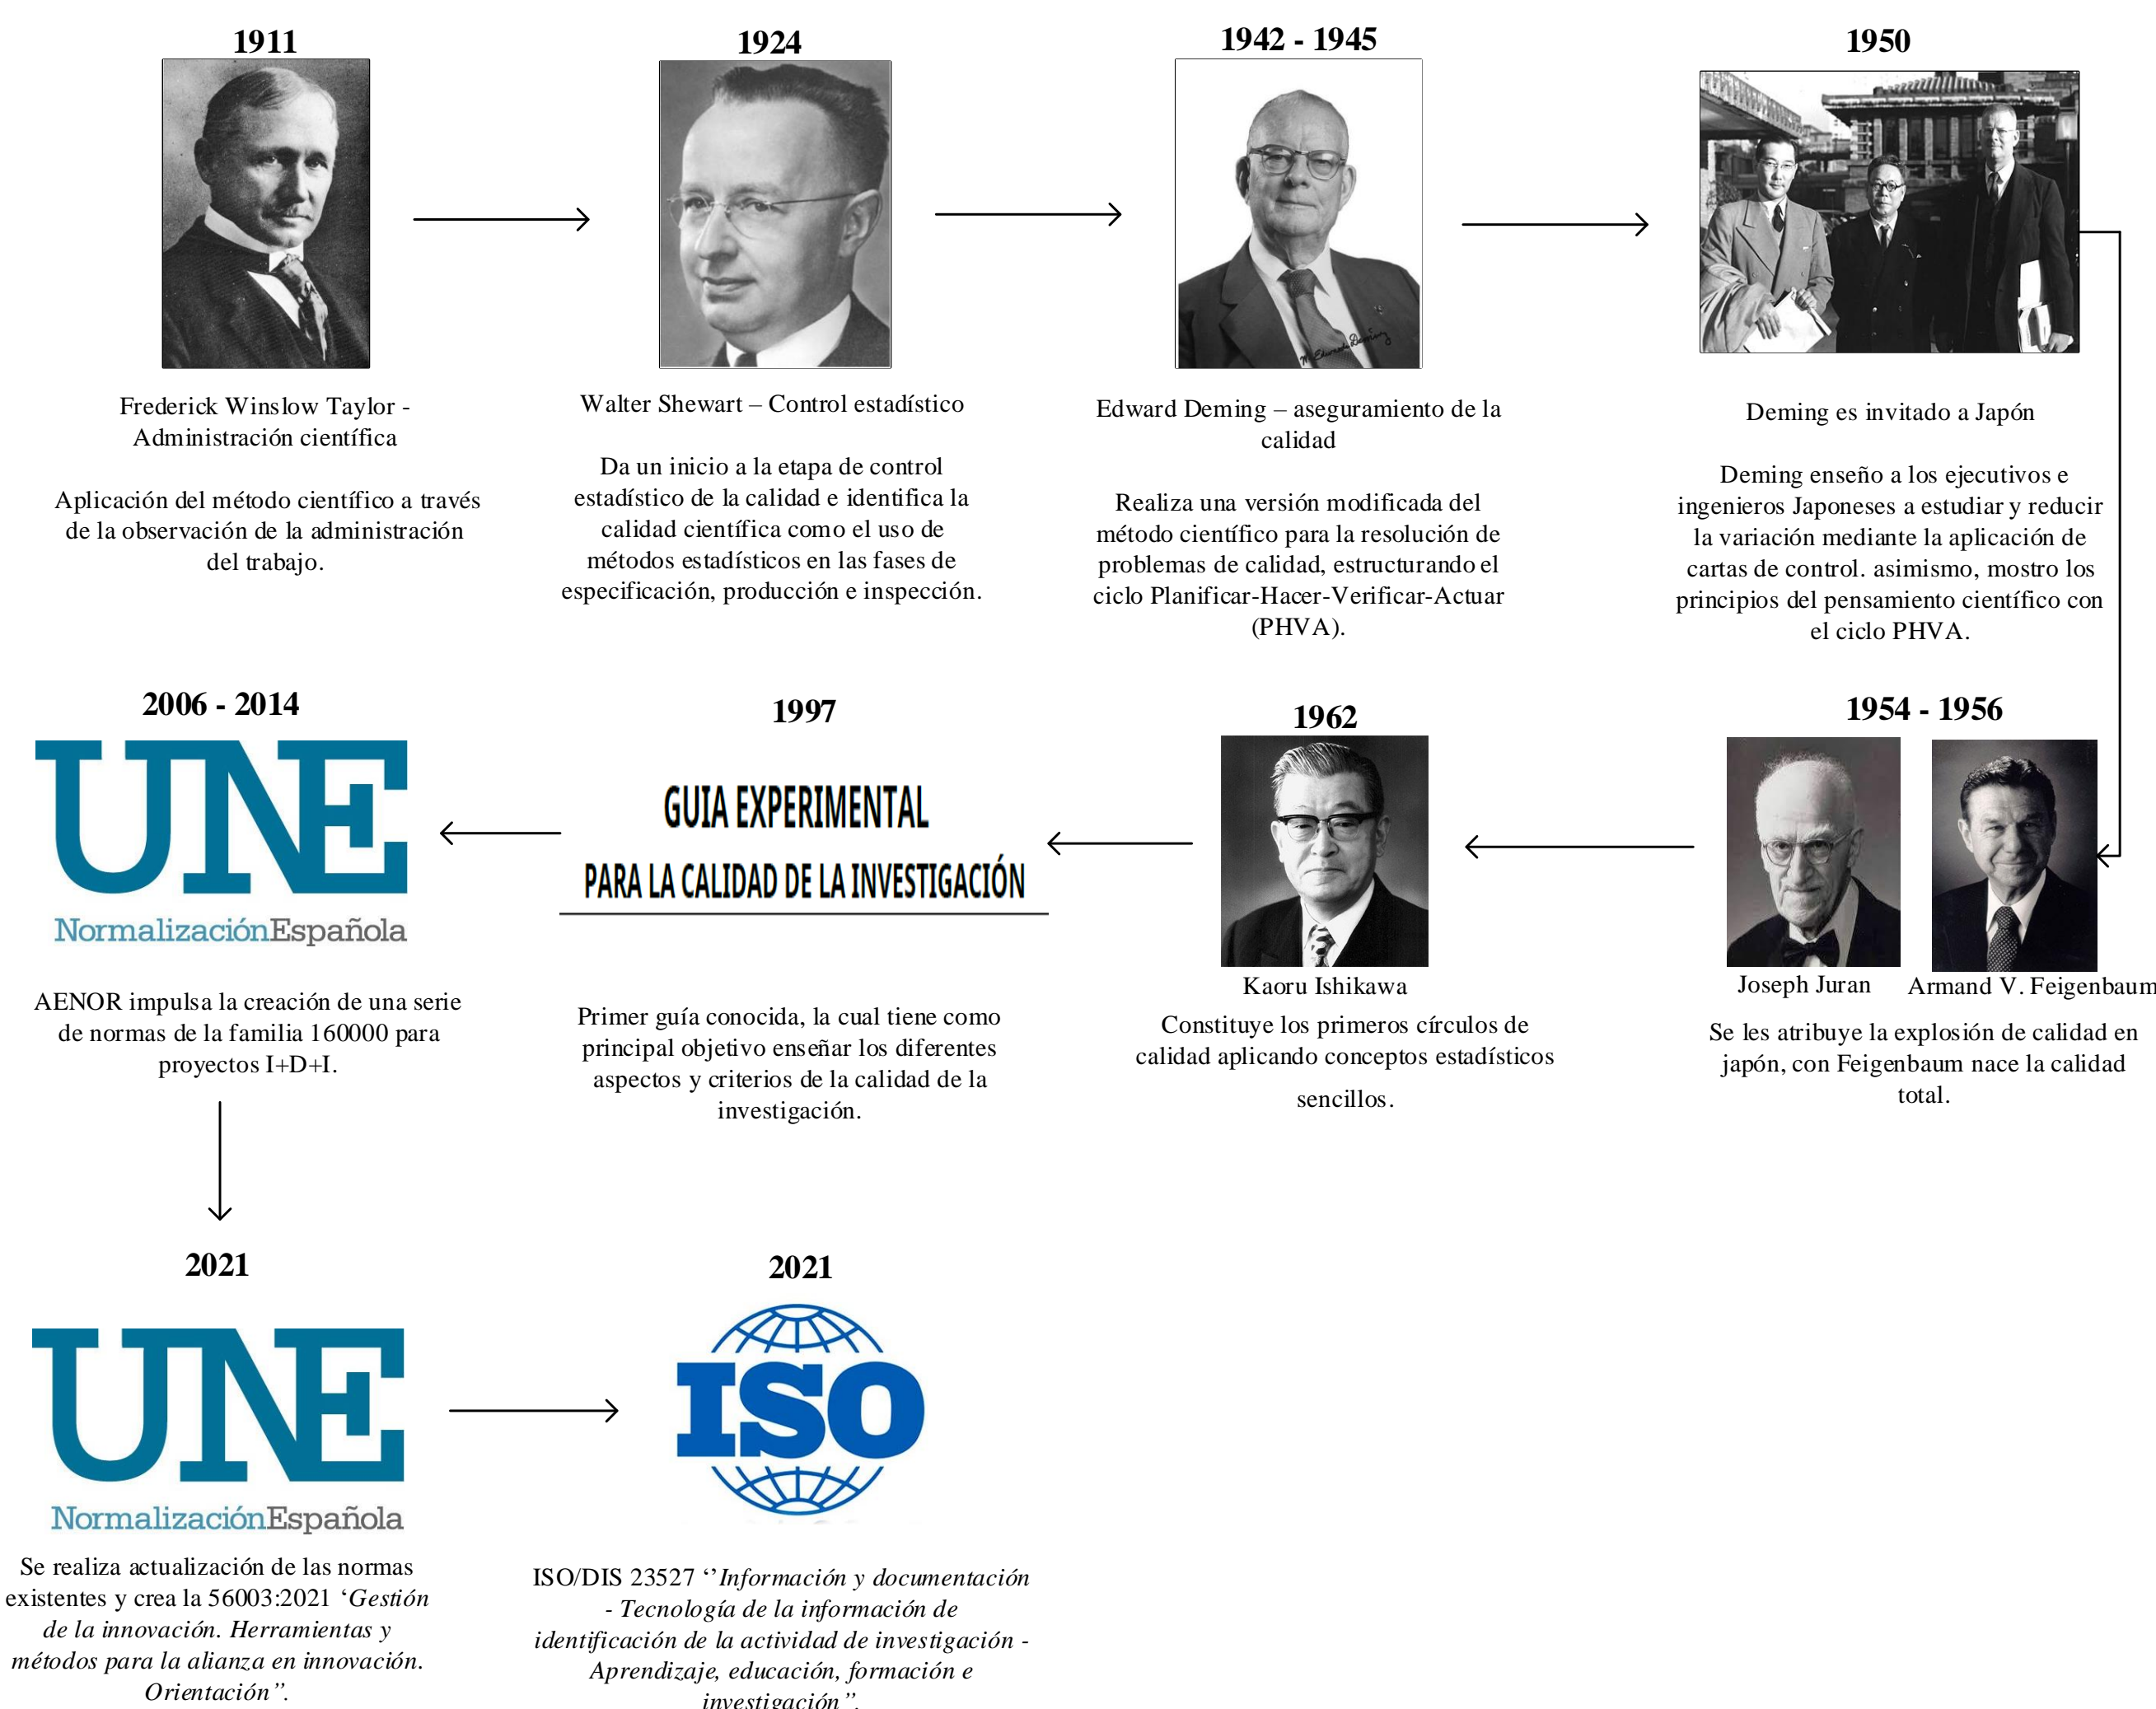 1911
Frederick Winslow Taylor -
Administración científica
Aplicación del método científico a través
de la observación de la administración
del trabajo.
1924
Walter Shewart – Control estadístico
Da un inicio a la etapa de control
estadístico de la calidad e identifica la
calidad científica como el uso de
métodos estadísticos en las fases de
especificación, producción e inspección.
1942 - 1945
W. Edwards Deming
Edward Deming – aseguramiento de la
calidad
Realiza una versión modificada del
método científico para la resolución de
problemas de calidad, estructurando el
ciclo Planificar-Hacer-Verificar-Actuar
(PHVA).
1950
Deming es invitado a Japón
Deming enseño a los ejecutivos e
ingenieros Japoneses a estudiar y reducir
la variación mediante la aplicación de
cartas de control. asimismo, mostro los
principios del pensamiento científico con
el ciclo PHVA.
1954 - 1956
Joseph Juran
Armand V. Feigenbaum
Se les atribuye la explosión de calidad en
japón, con Feigenbaum nace la calidad
total.
1962
Kaoru Ishikawa
Constituye los primeros círculos de
calidad aplicando conceptos estadísticos
sencillos.
1997
GUIA EXPERIMENTAL
PARA LA CALIDAD DE LA INVESTIGACIÓN
Primer guía conocida, la cual tiene como
principal objetivo enseñar los diferentes
aspectos y criterios de la calidad de la
investigación.
2006 - 2014
UNE
NormalizaciónEspañola
AENOR impulsa la creación de una serie
de normas de la familia 160000 para
proyectos I+D+I.
2021
UNE
NormalizaciónEspañola
Se realiza actualización de las normas
existentes y crea la 56003:2021 ‘Gestión
de la innovación. Herramientas y
métodos para la alianza en innovación.
Orientación”.
2021
ISO
ISO/DIS 23527 ‘’Información y documentación
- Tecnología de la información de
identificación de la actividad de investigación -
Aprendizaje, educación, formación e
investigación”.